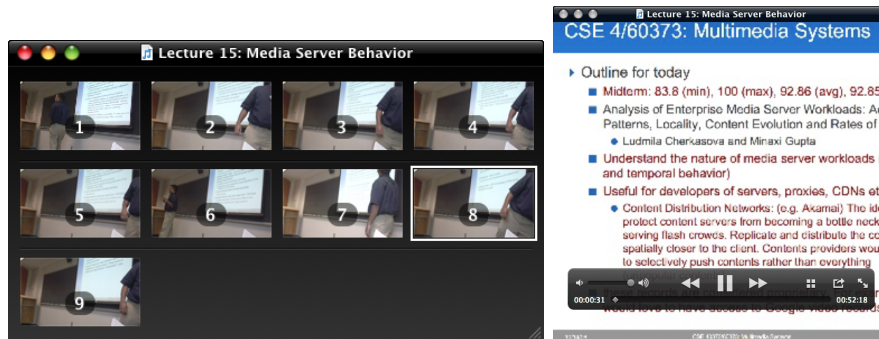 Lecture 15: Media Server Behavior
1
2
3
4
5
6
7
8
9
Lecture 15: Media Server Behavior
CSE 4/60373: Multimedia Systems
Outline for today
Midterm: 83.8 (min), 100 (max), 92.86 (avg), 92.85
Analysis of Enterprise Media Server Workloads: A
Patterns, Locality, Content Evolution and Rates of
Ludmila Cherkasova and Minaxi Gupta
Understand the nature of media server workloads
and temporal behavior)
Useful for developers of servers, proxies, CDNs et
Content Distribution Networks: (e.g. Akamai) The id
protect content servers from becoming a bottle neck
serving flash crowds. Replicate and distribute the co
spatially closer to the client. Contents providers wou
to selectively push contents rather than everything
00:00:31
00:52:18
would love to have access to Google video records